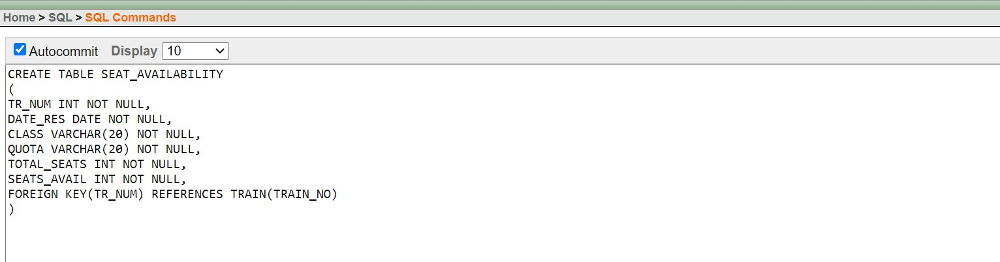 Home > SQL > SQL Commands
Autocommit Display 10
CREATE TABLE SEAT_AVAILABILITY
(
TR_NUM INT NOT NULL,
DATE_RES DATE NOT NULL,
CLASS VARCHAR(20) NOT NULL,
QUOTA VARCHAR(20) NOT NULL,
TOTAL_SEATS INT NOT NULL,
SEATS_AVAIL INT NOT NULL,
FOREIGN KEY(TR_NUM) REFERENCES TRAIN(TRAIN_NO)
)